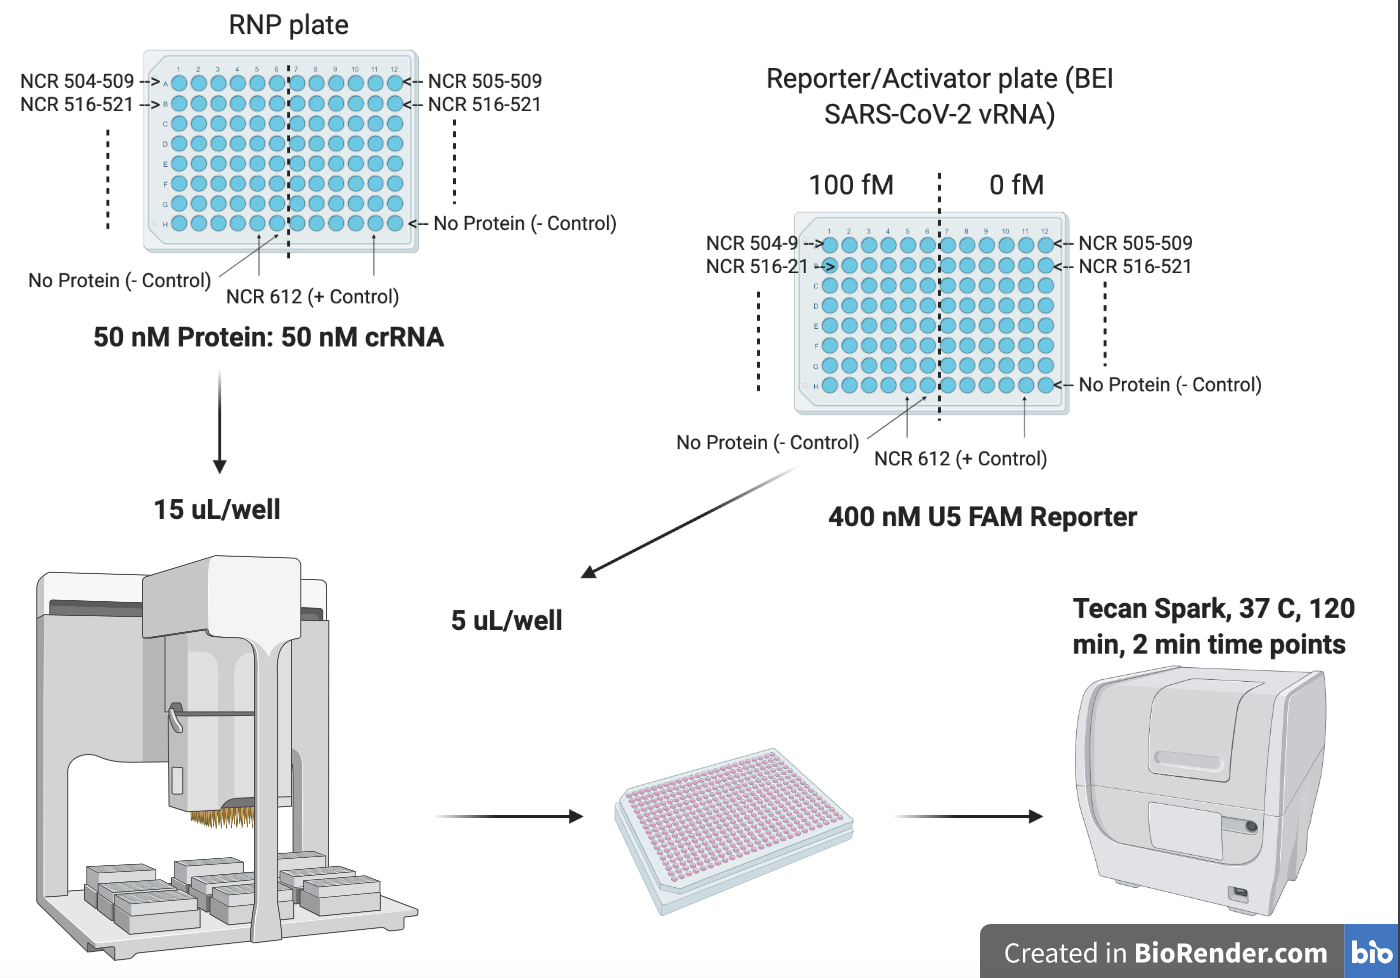 RNP plate
1 2 3 4 5 6 7 8 9 10 11 12
A
B
C
D
E
F
G
H
NCR 504-509
NCR 516-521
NCR 505-509
NCR 516-521
No Protein (- Control)
No Protein (- Control)
NCR 612 (+ Control)
50 nM Protein: 50 nM crRNA
15 uL/well
Reporter/Activator plate (BEI
SARS-CoV-2 vRNA)
100 fM
0 fM
1 2 3 4 5 6 7 8 9 10 11 12
A
B
C
D
E
F
G
H
NCR 504-9
NCR 516-21
NCR 505-509
NCR 516-521
No Protein (- Control)
No Protein (- Control)
NCR 612 (+ Control)
400 nM U5 FAM Reporter
5 uL/well
Tecan Spark, 37 C, 120
min, 2 min time points
Created in BioRender.com
bio